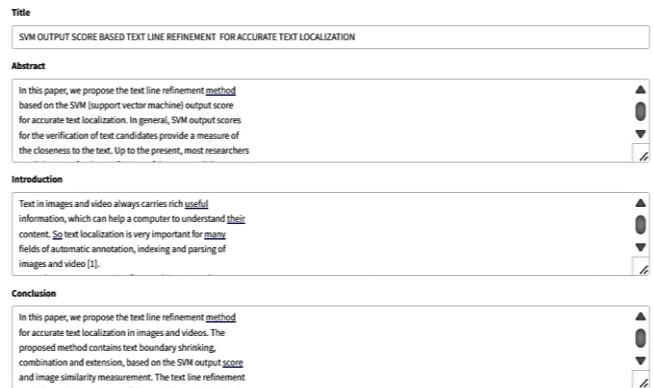 Title
SVM OUTPUT SCORE BASED TEXT LINE REFINEMENT FOR ACCURATE TEXT LOCALIZATION
Abstract
In this paper, we propose the text line refinement method
based on the SVM (support vector machine) output score
for accurate text localization. In general, SVM output scores
for the verification of text candidates provide a measure of
the closeness to the text. Up to the present, most researchers
Introduction
Text in images and video always carries rich useful
information, which can help a computer to understand their
content. So text localization is very important for many
fields of automatic annotation, indexing and parsing of
images and video [1].
Conclusion
In this paper, we propose the text line refinement method
for accurate text localization in images and videos. The
proposed method contains text boundary shrinking,
combination and extension, based on the SVM output score
and image similarity measurement. The text line refinement